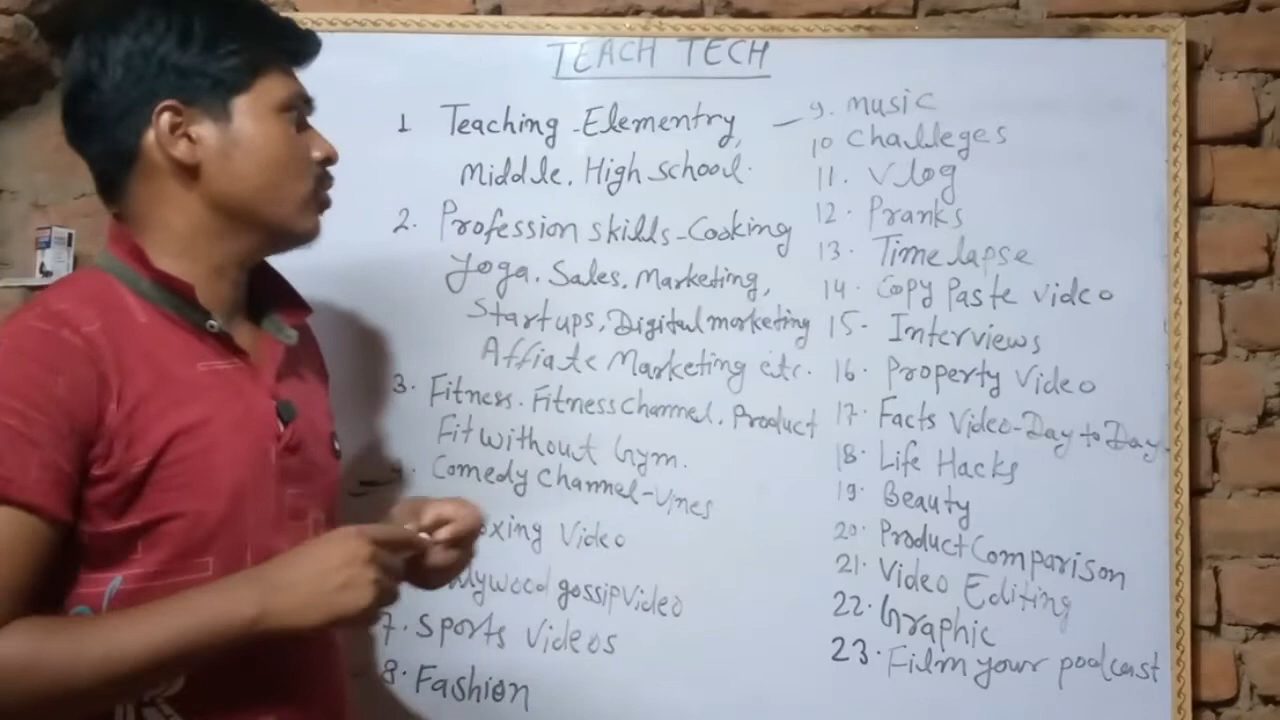 TEACH TECH
1 Teaching - Elementry,
Middle, High school.
2. Profession skills - Cooking
Yoga, Sales, Marketing,
Startups, Digital marketing
Affiate Marketing etc.
3. Fitness. Fitness channel. Product
Fit without Gym.
Comedy Channel - Vines
Video
gossip video
7. Sports Videos
8. Fashion
9. music
10 challeges
11. Vlog
12. Pranks
13. Timelapse
14. Copy Paste video
15- Interviews
16. Property Video
17. Facts Video - Day to Day
18. Life Hacks
19. Beauty
20. Product Comparison
21. Video Editing
22. Graphic
23. Film your podcast